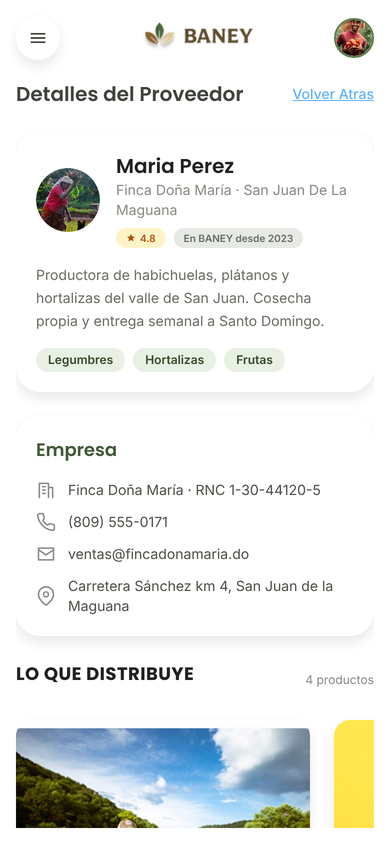 BANEY
Detalles del Proveedor
Volver Atras
Maria Perez
Finca Doña María · San Juan De La
Maguana
★ 4.8
En BANEY desde 2023
Productora de habichuelas, plátanos y
hortalizas del valle de San Juan. Cosecha
propia y entrega semanal a Santo Domingo.
Legumbres
Hortalizas
Frutas
Empresa
Finca Doña María · RNC 1-30-44120-5
(809) 555-0171
ventas@fincadonamaria.do
Carretera Sánchez km 4, San Juan de la
Maguana
LO QUE DISTRIBUYE
4 productos